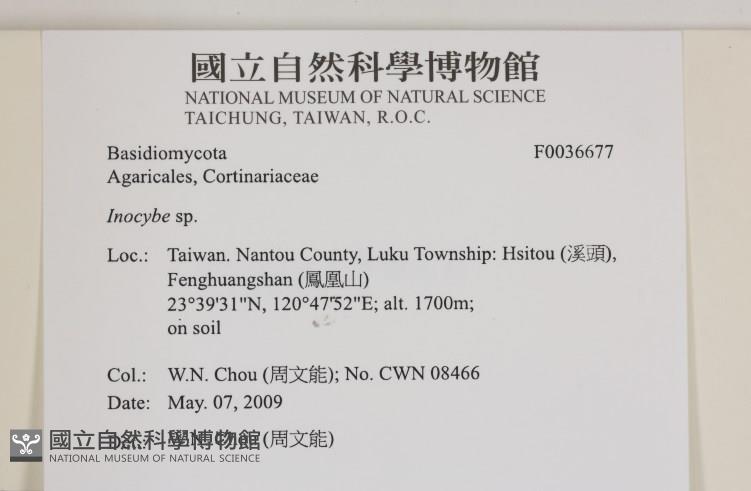 國立自然科學博物館
NATIONAL MUSEUM OF NATURAL SCIENCE
TAICHUNG, TAIWAN, R.O.C.
Basidiomycota F0036677
Agaricales, Cortinariaceae
Inocybe sp.
Loc.: Taiwan. Nantou County, Luku Township: Hsitou (溪頭),
Fenghuangshan (鳳凰山)
23°39'31"N, 120°47'52"E; alt. 1700m;
on soil
Col.: W.N. Chou (周文能); No. CWN 08466
Date: May. 07, 2009
(周文能)
國立自然科學博物館
NATIONAL MUSEUM OF NATURAL SCIENCE